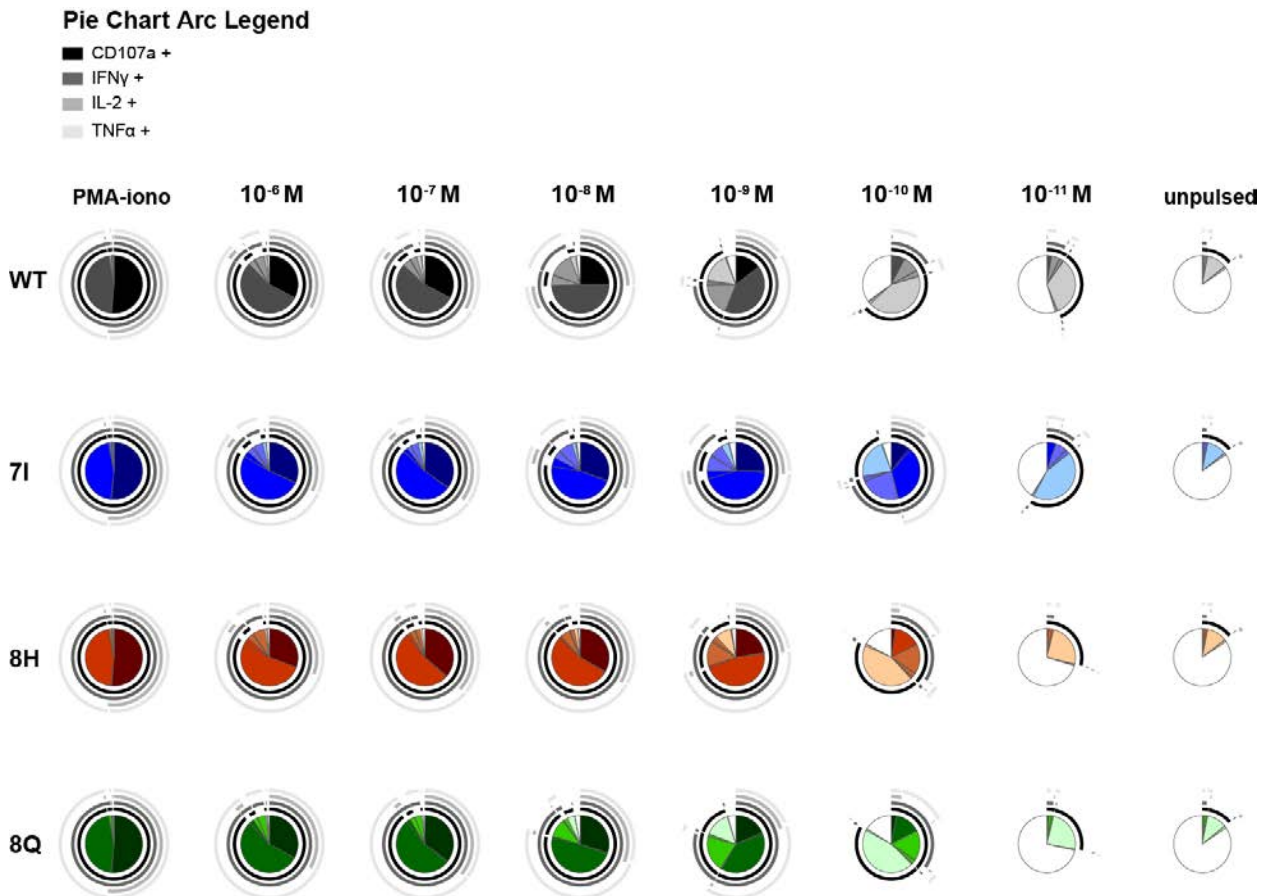 Pie Chart Arc Legend
CD107a +
IFNγ +
IL-2 +
TNFα +
PMA-iono 10⁻⁶ M 10⁻⁷ M 10⁻⁸ M 10⁻⁹ M 10⁻¹⁰ M 10⁻¹¹ M unpulsed
WT
7I
8H
8Q